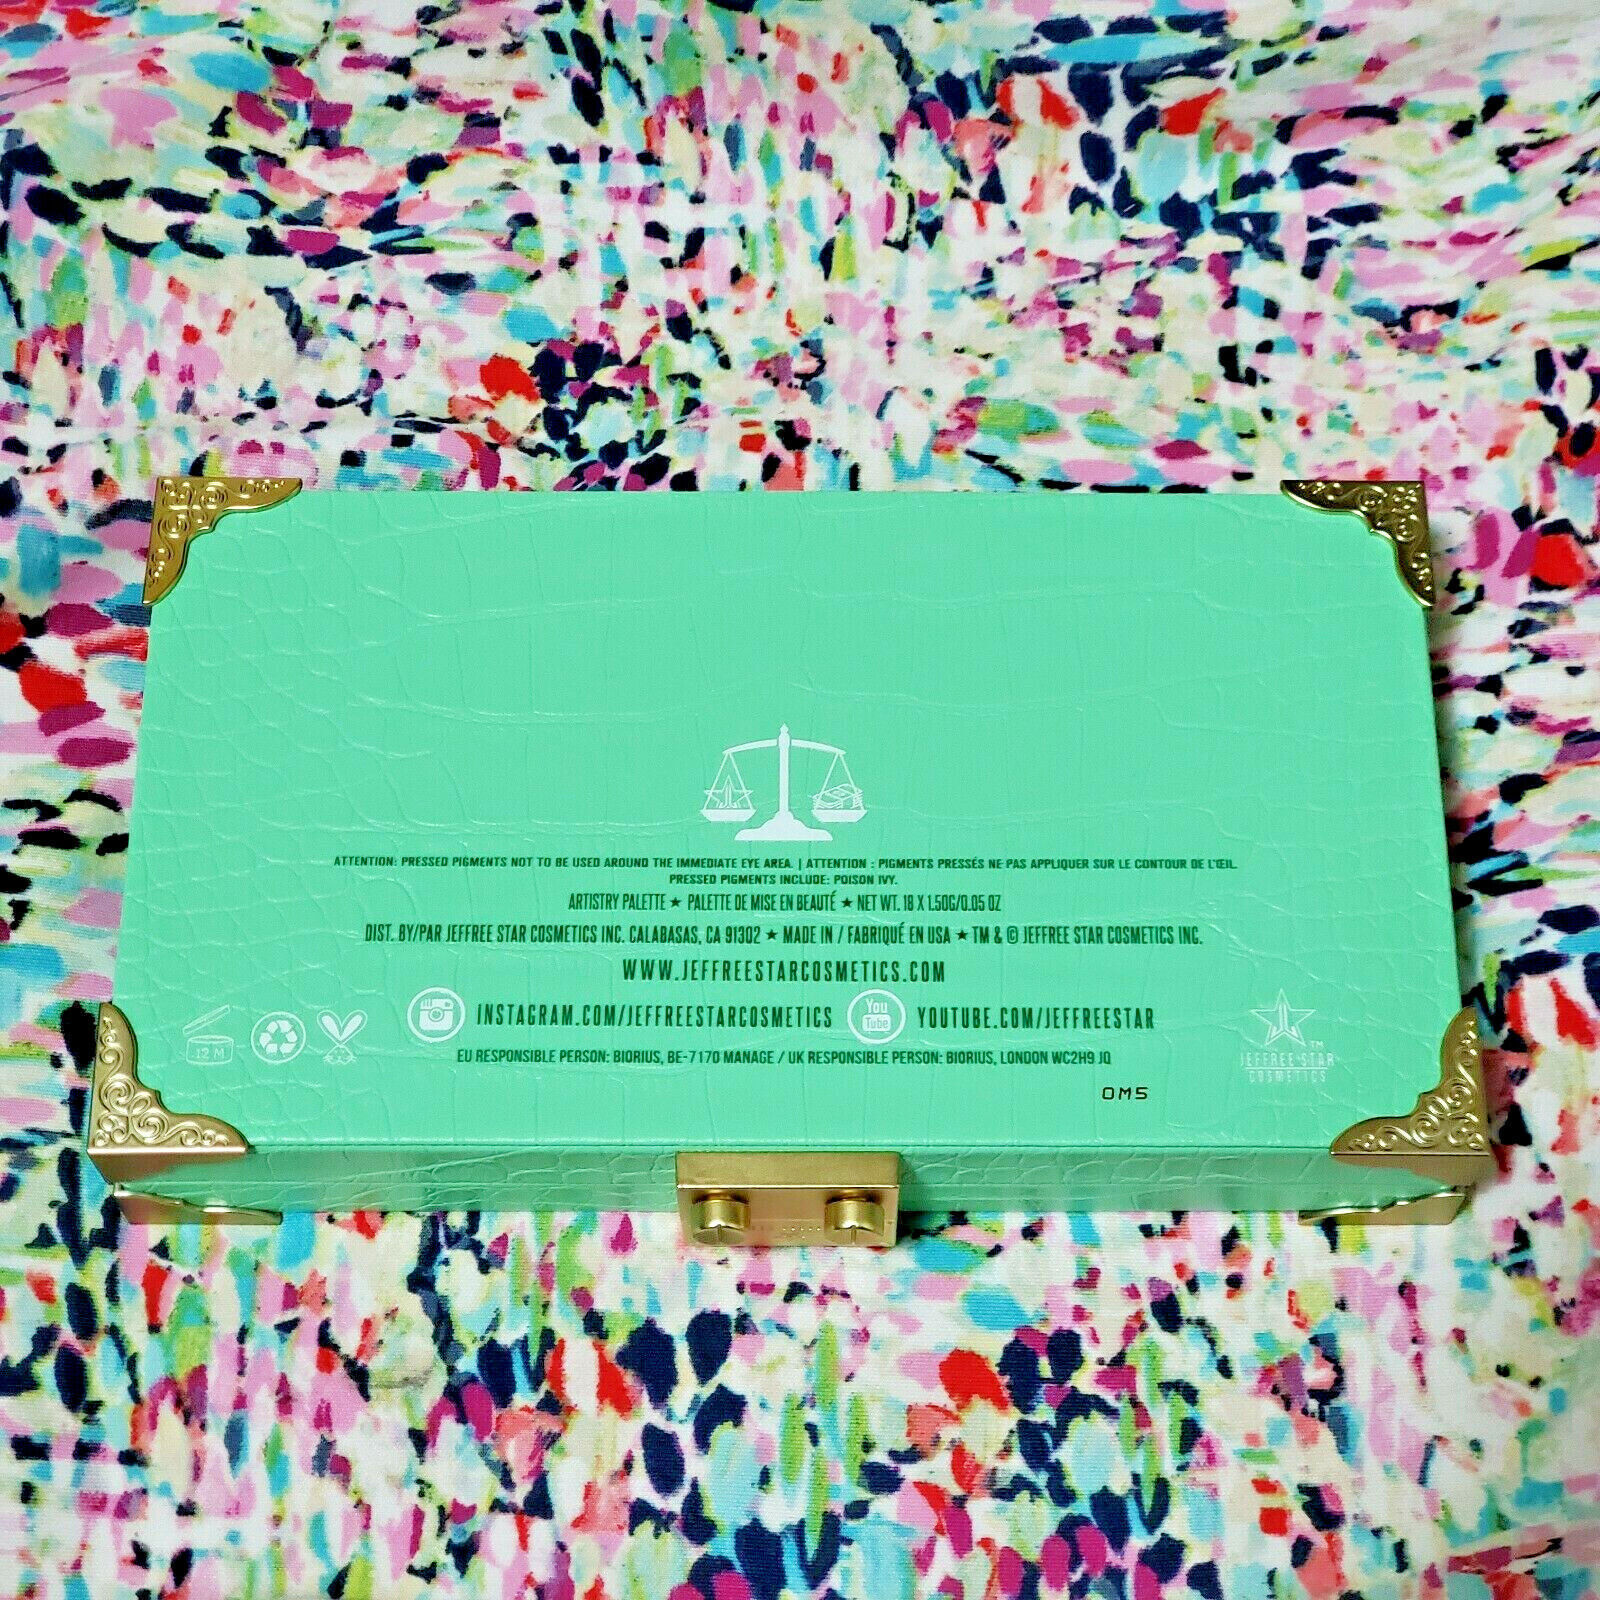 ATTENTION: PRESSED PIGMENTS NOT TO BE USED AROUND THE IMMEDIATE EYE AREA. | ATTENTION : PIGMENTS PRESSÉS NE PAS APPLIQUER SUR LE CONTOUR DE L'ŒIL.
PRESSED PIGMENTS INCLUDE: POISON IVY.
ARTISTRY PALETTE ★ PALETTE DE MISE EN BEAUTÉ ★ NET WT. 18 X 1.50G/0.05 OZ
DIST. BY/PAR JEFFREE STAR COSMETICS INC. CALABASAS, CA 91302 ★ MADE IN / FABRIQUÉ EN USA ★ TM & © JEFFREE STAR COSMETICS INC.
WWW.JEFFREESTARCOSMETICS.COM
INSTAGRAM.COM/JEFFREESTARCOSMETICS You Tube YOUTUBE.COM/JEFFREESTAR
12 M
EU RESPONSIBLE PERSON: BIORIUS, BE-7170 MANAGE / UK RESPONSIBLE PERSON: BIORIUS, LONDON WC2H9 JQ
TM
JEFFREE STAR
COSMETICS
0M5